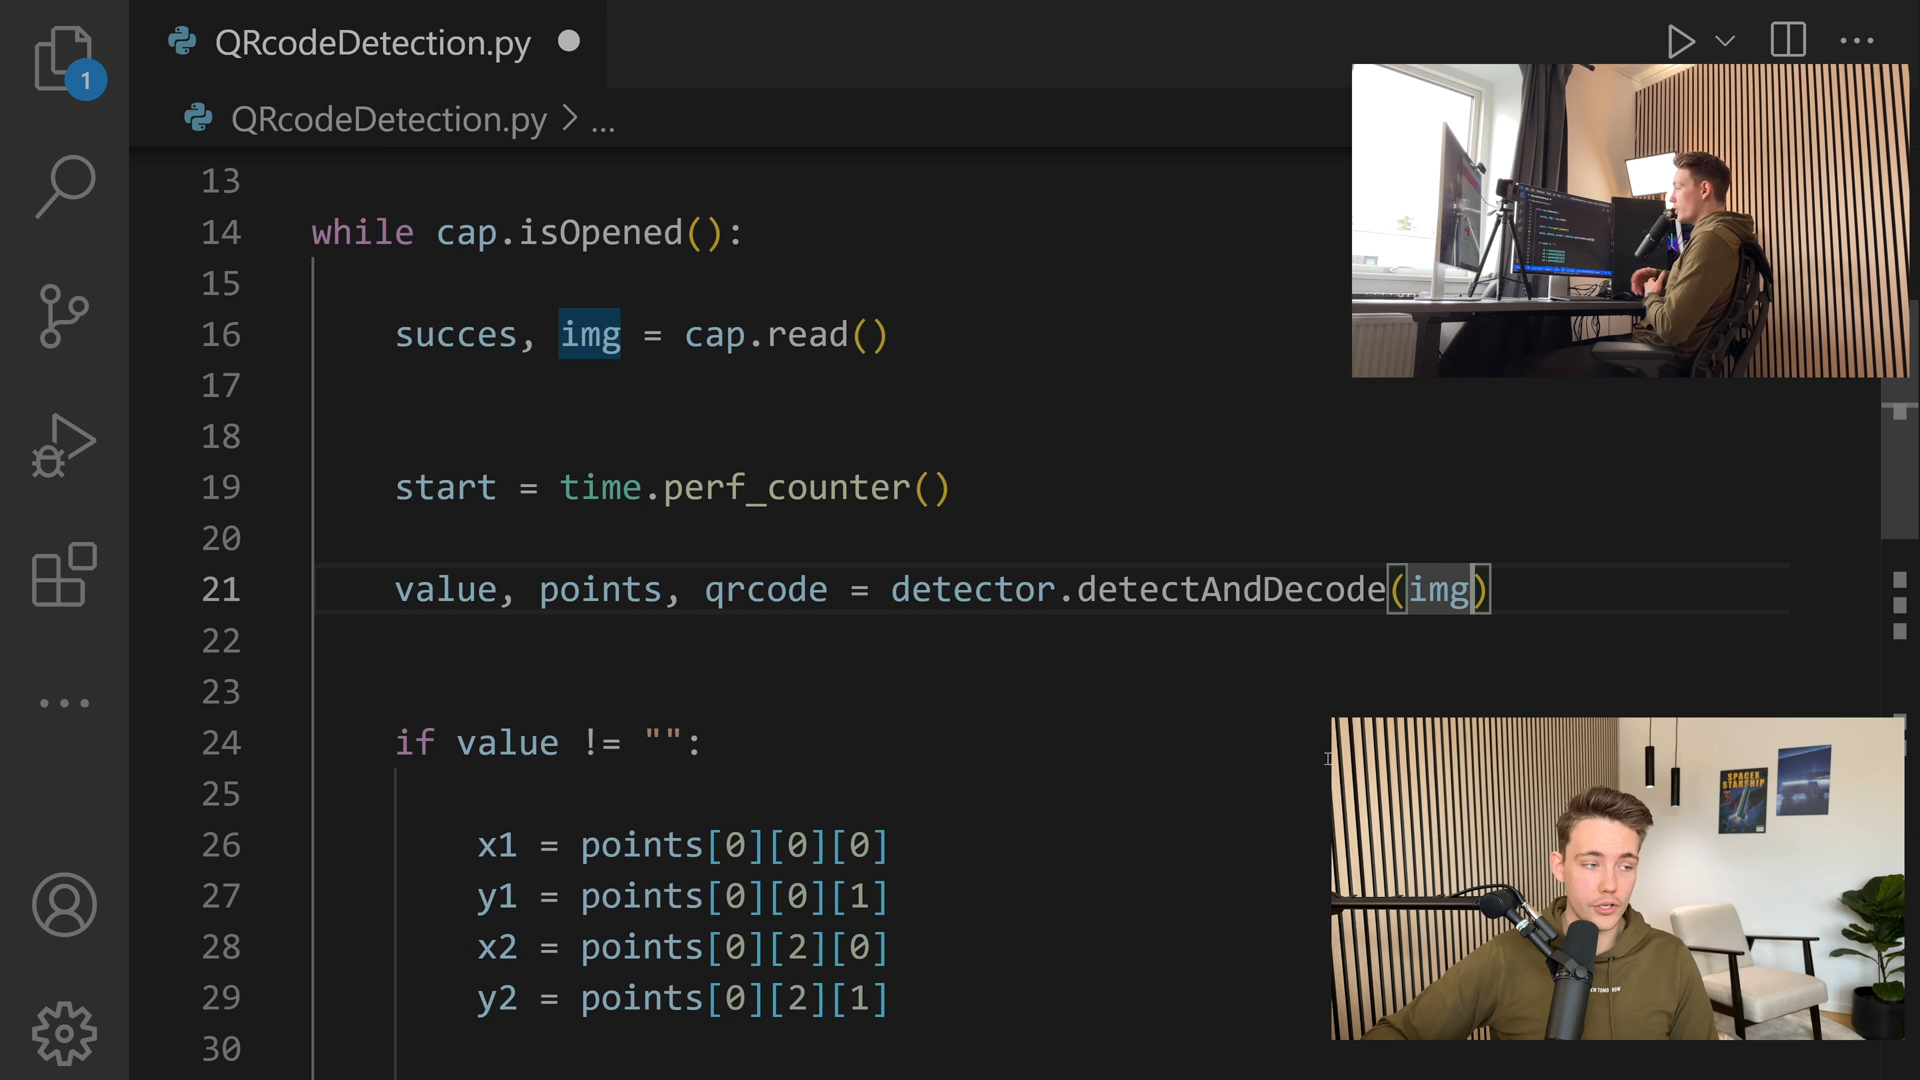 QRcodeDetection.py
1
QRcodeDetection.py > ...
13
14 while cap.isOpened():
15
16 succes, img = cap.read()
17
18
19 start = time.perf_counter()
20
21 value, points, qrcode = detector.detectAndDecode(img)
22
23
24 if value != "":
25
26 x1 = points[0][0][0]
27 y1 = points[0][0][1]
28 x2 = points[0][2][0]
29 y2 = points[0][2][1]
30
SPACEX
STARSHIP